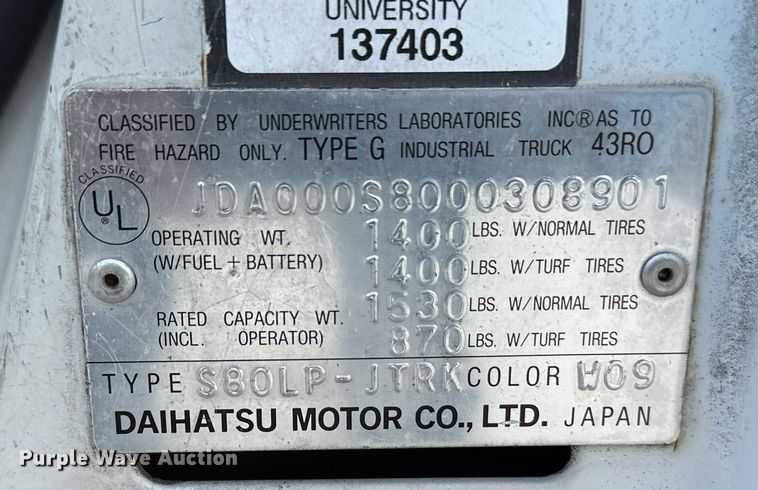 UNIVERSITY
137403
CLASSIFIED BY UNDERWRITERS LABORATORIES INC® AS TO
FIRE HAZARD ONLY. TYPE G INDUSTRIAL TRUCK 43RO
CLASSIFIED
UL®
JDA000S8000308901
OPERATING WT. 1400 LBS. W/NORMAL TIRES
(W/FUEL + BATTERY) 1400 LBS. W/TURF TIRES
RATED CAPACITY WT. 1530 LBS. W/NORMAL TIRES
(INCL. OPERATOR) 870 LBS. W/TURF TIRES
TYPE S80LP-JTRK COLOR W09
DAIHATSU MOTOR CO., LTD. JAPAN
Purple Wave Auction